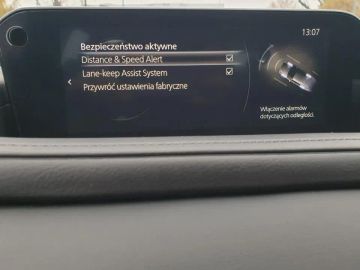 13:07
Bezpieczeństwo aktywne
Distance & Speed Alert
Lane-keep Assist System
Przywróć ustawienia fabryczne
Włączenie alarmów
dotyczących odległości.